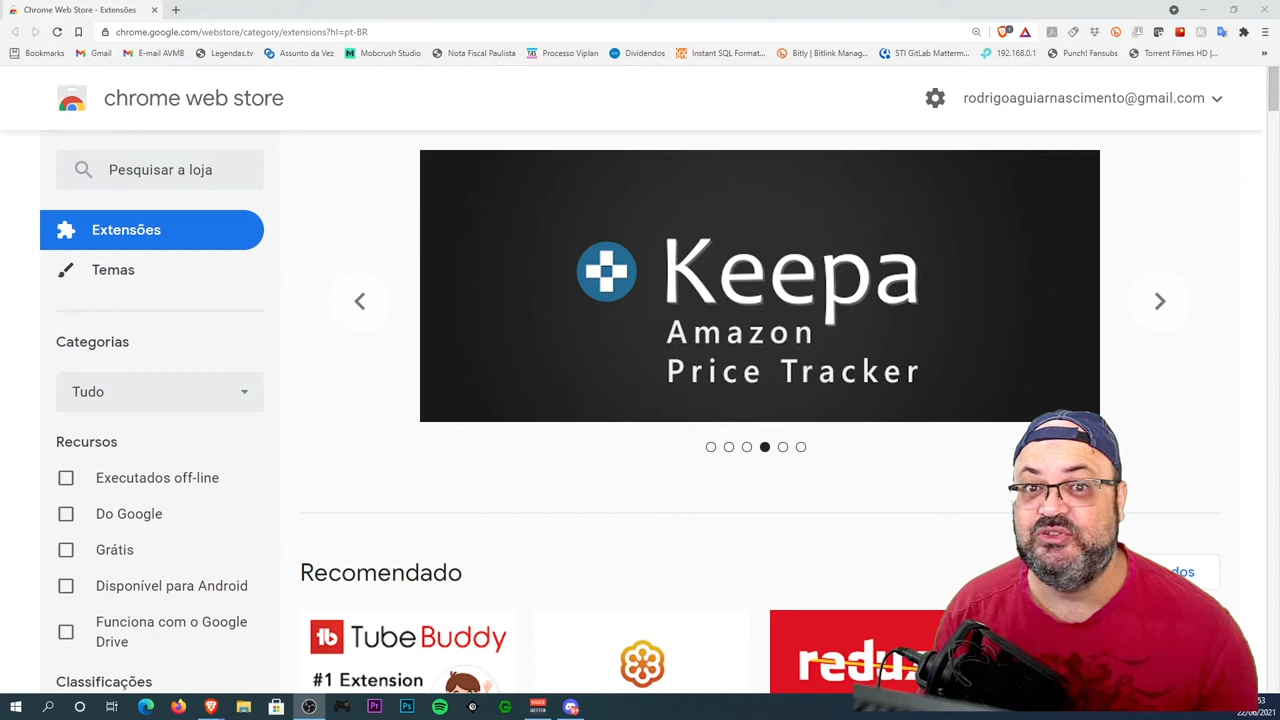 Chrome Web Store - Extensões
chrome.google.com/webstore/category/extensions?hl=pt-BR
Bookmarks
Gmail
E-mail AVMB
Legendas.tv
Assunto da Vez
Mobcrush Studio
Nota Fiscal Paulista
Processo Viplan
Dividendos
Instant SQL Format...
Bitly | Bitlink Manag...
STI GitLab Matterm...
192.168.0.1
Punch! Fansubs
Torrent Filmes HD |...
chrome web store
rodrigoaguiarnascimento@gmail.com
Pesquisar a loja
Extensões
Temas
Categorias
Tudo
Recursos
Executados off-line
Do Google
Grátis
Disponível para Android
Funciona com o Google
Drive
Classificações
Keepa
Amazon
Price Tracker
Recomendado
TubeBuddy
#1 Extension
22/06/2021